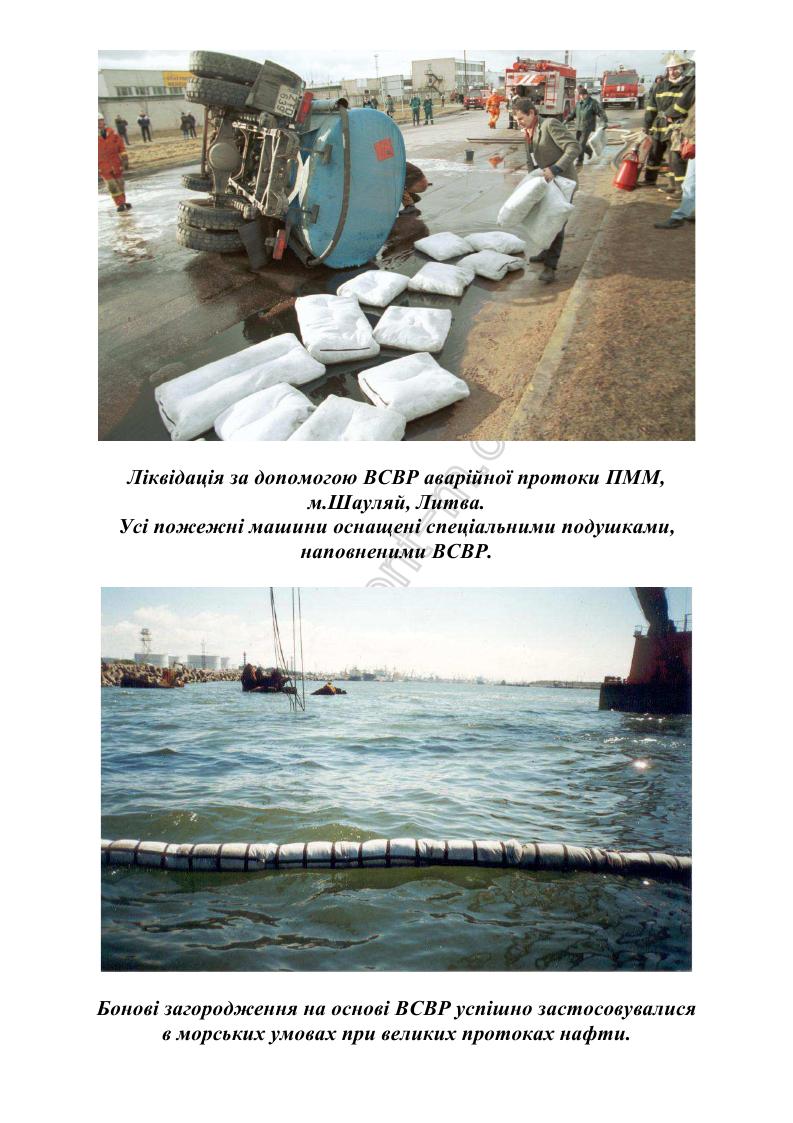 Ліквідація за допомогою ВСВР аварійної протоки ПММ,
м.Шауляй, Литва.
Усі пожежні машини оснащені спеціальними подушками,
наповненими ВСВР.
Бонові загородження на основі ВСВР успішно застосовувалися
в морських умовах при великих протоках нафти.